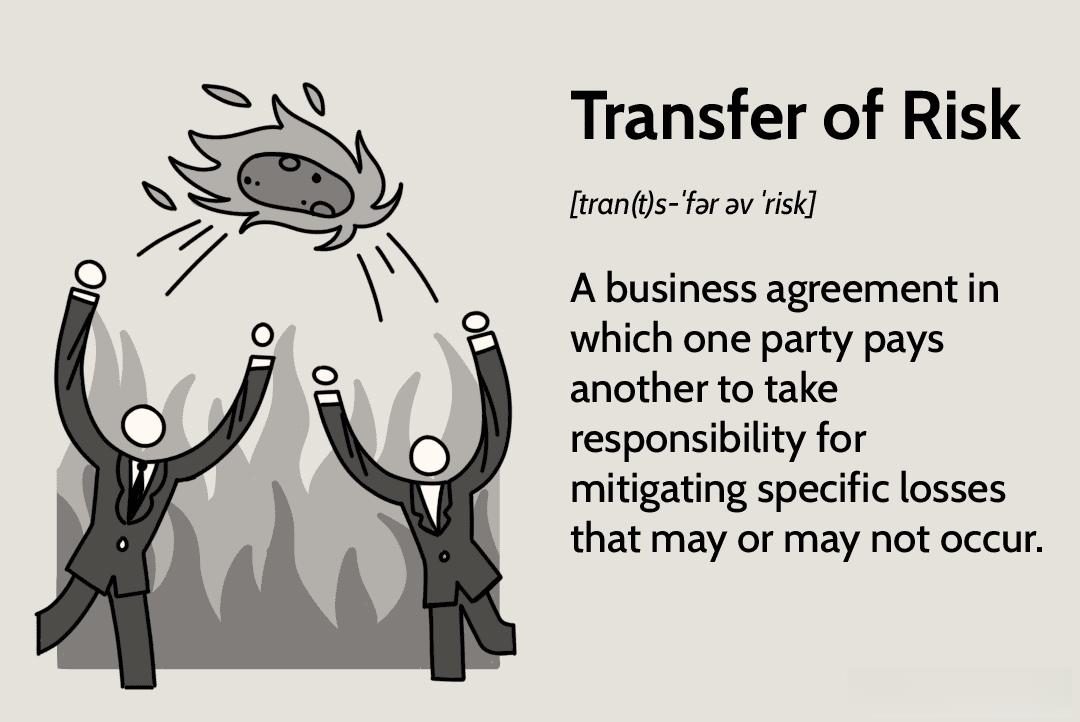 Transfer of Risk
[tran(t)s-ˈfər əv ˈrisk]
A business agreement in
which one party pays
another to take
responsibility for
mitigating specific losses
that may or may not occur.